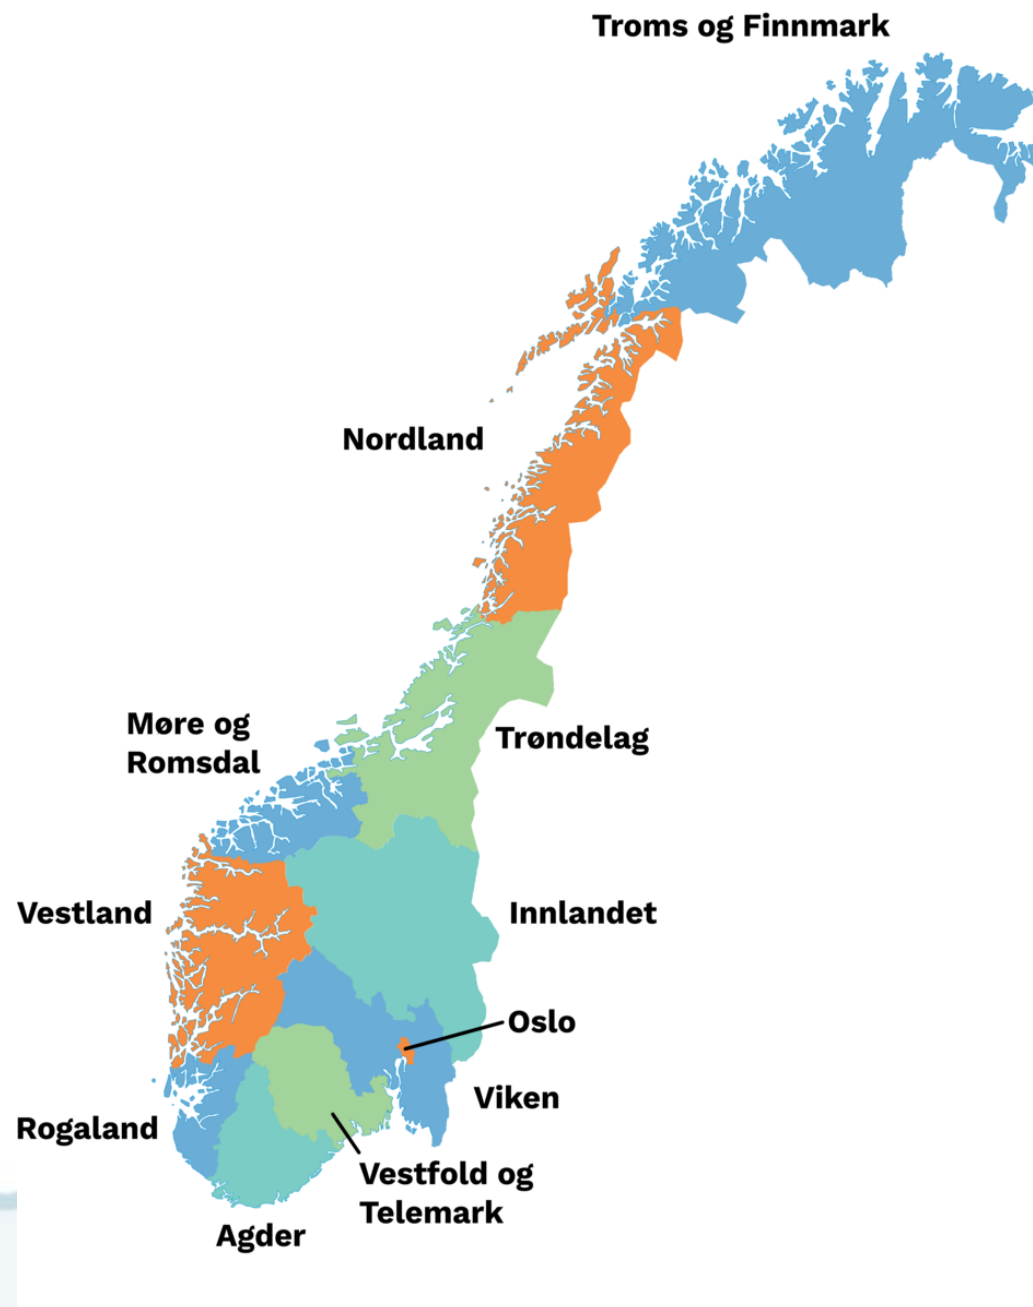 Troms og Finnmark
Nordland
Møre og
Romsdal
Trøndelag
Vestland
Innlandet
Oslo
Viken
Rogaland
Vestfold og
Telemark
Agder